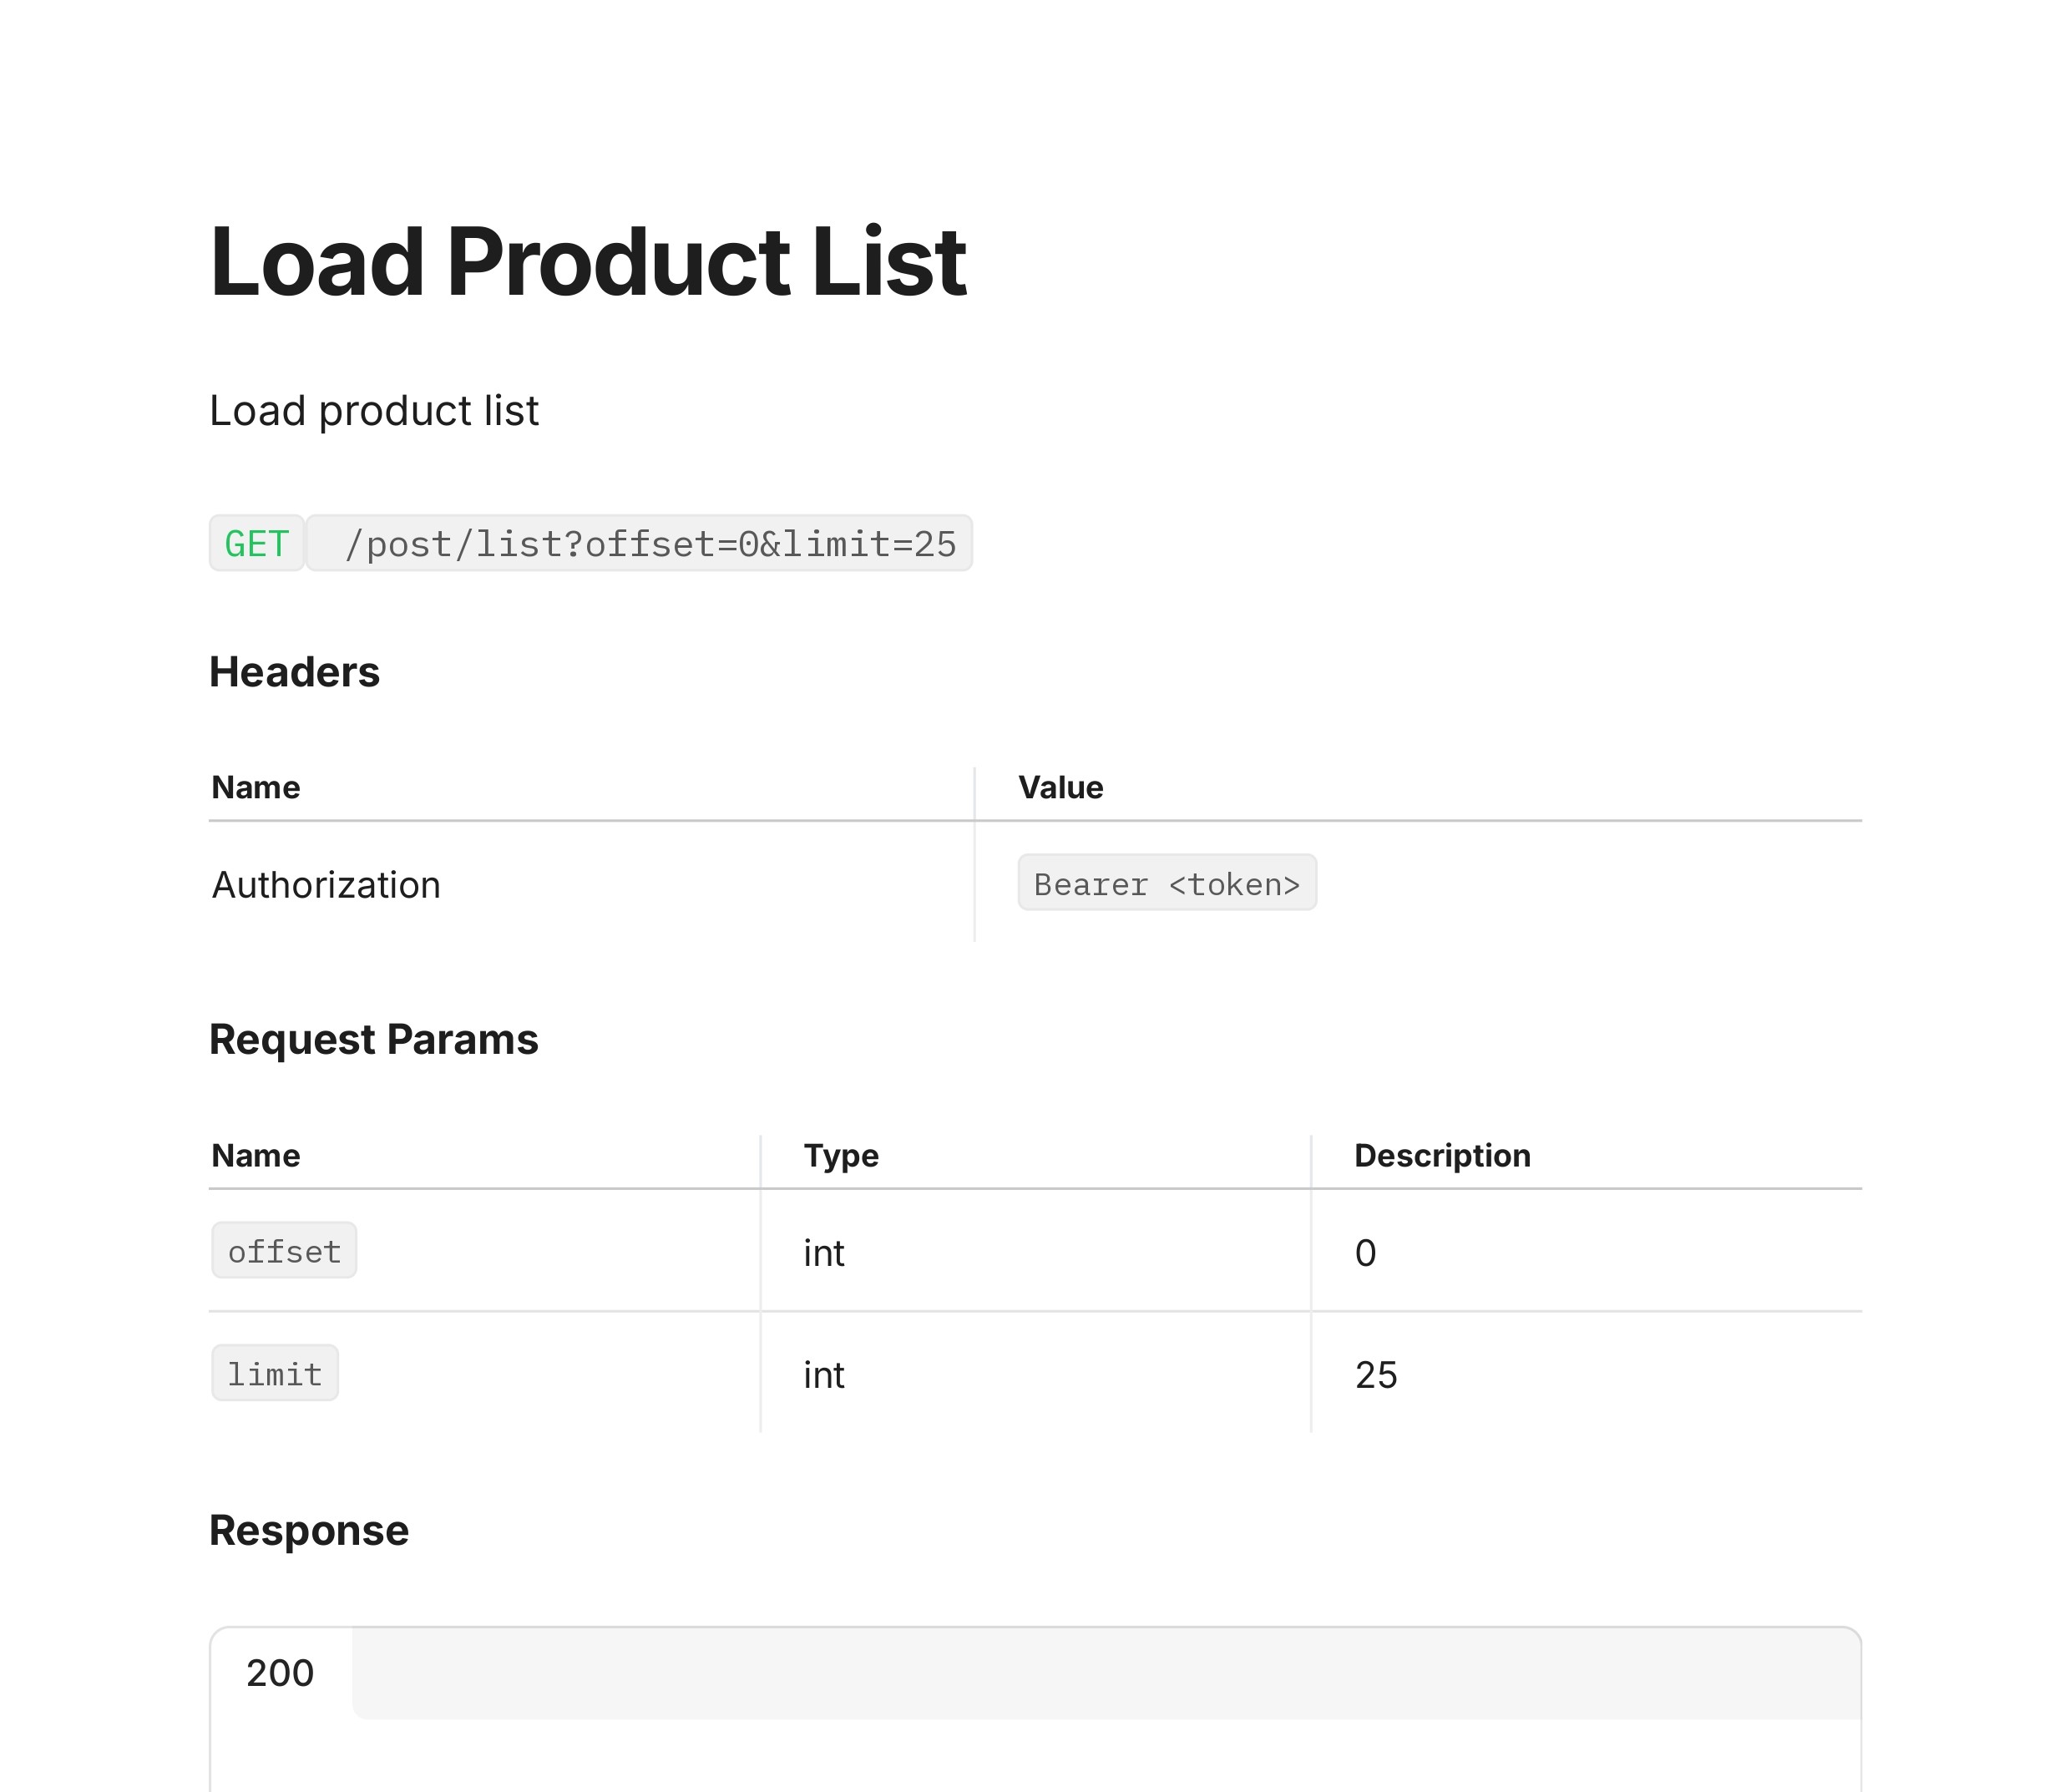 Load Product List
Load product list
GET /post/list?offset=0&limit=25
Headers
Name Value
Authorization Bearer <token>
Request Params
Name Type Description
offset int 0
limit int 25
Response
200